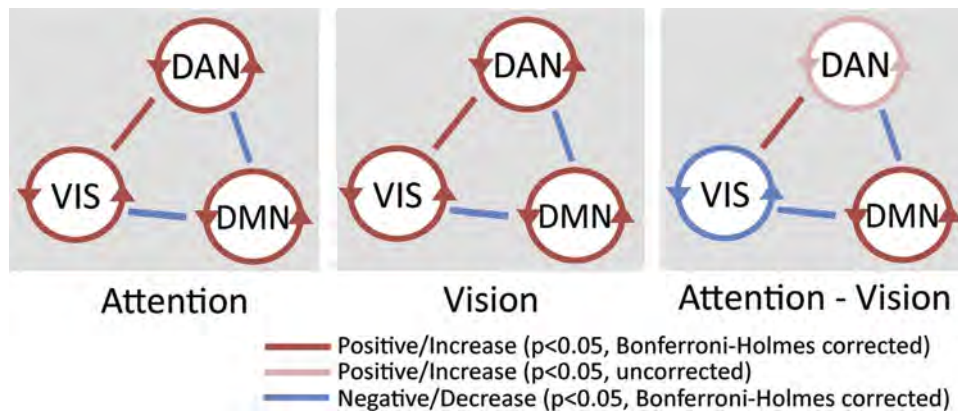 DAN
VIS
DMN
Attention
DAN
VIS
DMN
Vision
DAN
VIS
DMN
Attention - Vision
Positive/Increase (p<0.05, Bonferroni-Holmes corrected)
Positive/Increase (p<0.05, uncorrected)
Negative/Decrease (p<0.05, Bonferroni-Holmes corrected)